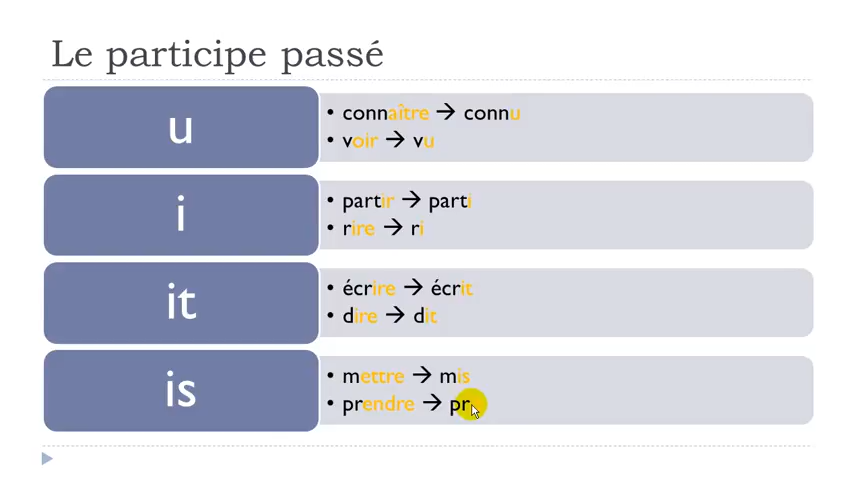 Le participe passé
u
• connaître → connu
• voir → vu
i
• partir → parti
• rire → ri
it
• écrire → écrit
• dire → dit
is
• mettre → mis
• prendre → pr